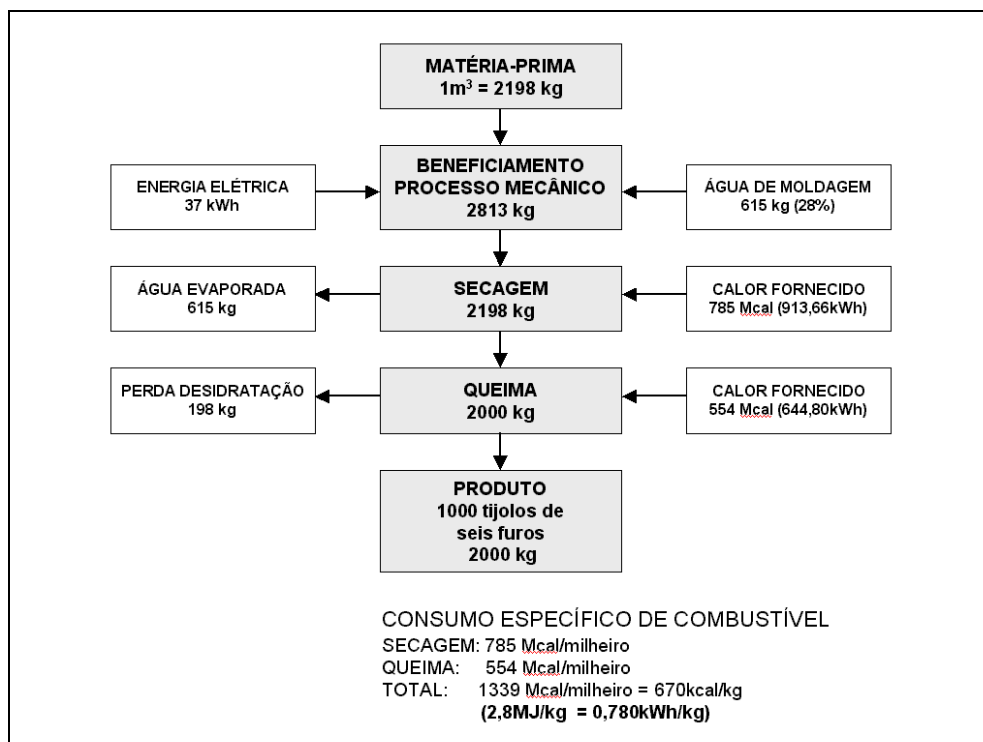 MATÉRIA-PRIMA
1m³ = 2198 kg
BENEFICIAMENTO
PROCESSO MECÂNICO
2813 kg
ENERGIA ELÉTRICA
37 kWh
ÁGUA DE MOLDAGEM
615 kg (28%)
ÁGUA EVAPORADA
615 kg
SECAGEM
2198 kg
CALOR FORNECIDO
785 Mcal (913,66kWh)
PERDA DESIDRATAÇÃO
198 kg
QUEIMA
2000 kg
CALOR FORNECIDO
554 Mcal (644,80kWh)
PRODUTO
1000 tijolos de
seis furos
2000 kg
CONSUMO ESPECÍFICO DE COMBUSTÍVEL
SECAGEM: 785 Mcal/milheiro
QUEIMA: 554 Mcal/milheiro
TOTAL: 1339 Mcal/milheiro = 670kcal/kg
(2,8MJ/kg = 0,780kWh/kg)